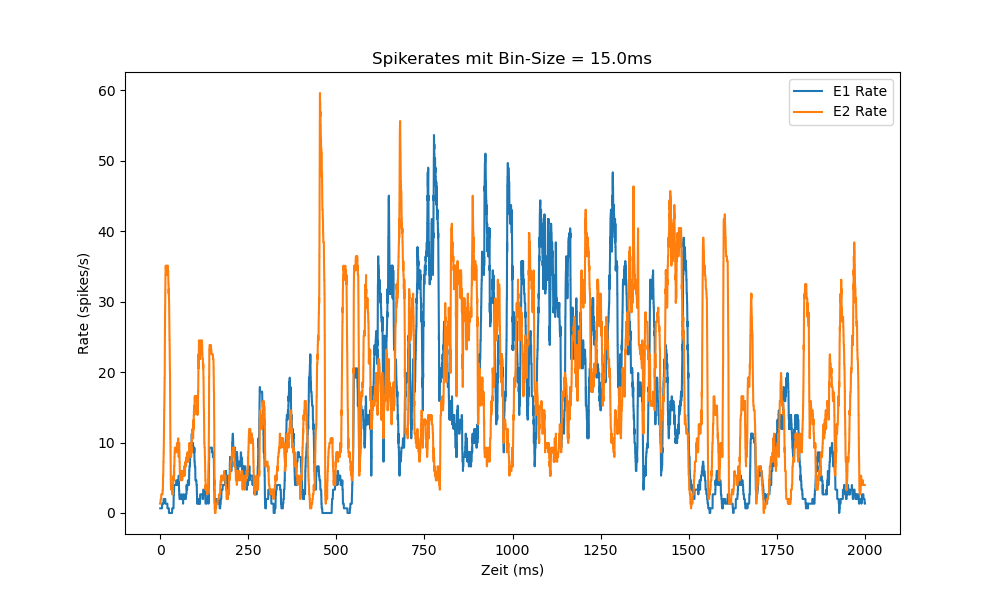 Spikerates mit Bin-Size = 15.0ms
E1 Rate
E2 Rate
60
50
40
30
20
10
0
Rate (spikes/s)
0 250 500 750 1000 1250 1500 1750 2000
Zeit (ms)